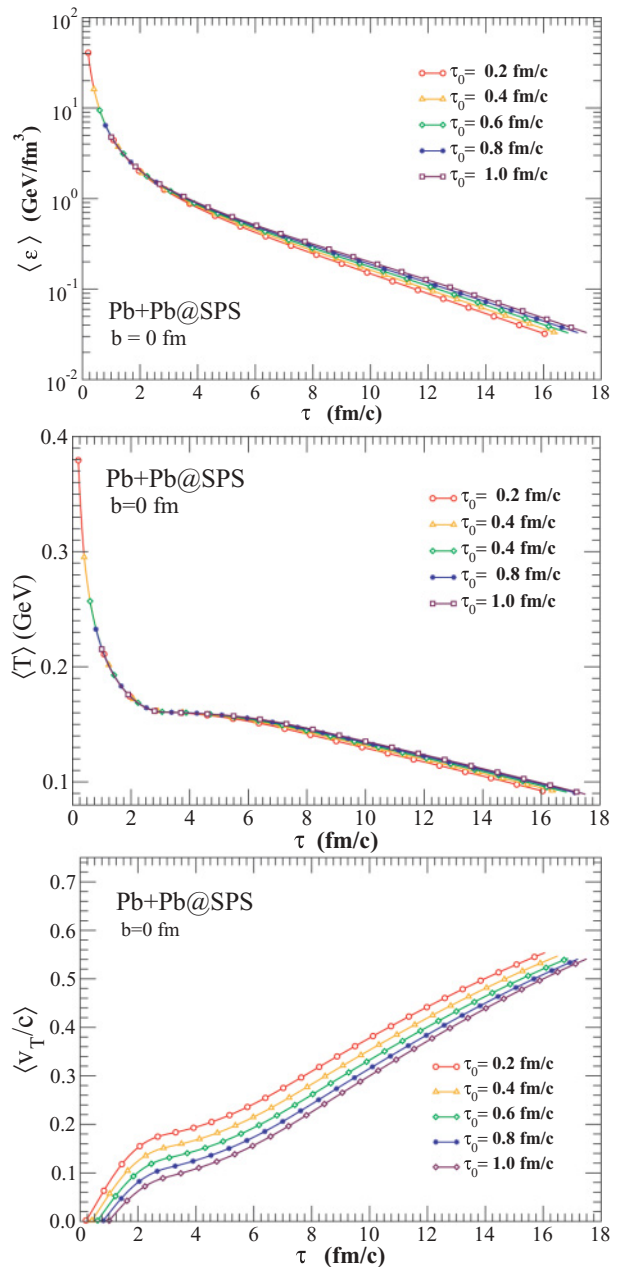 10²
10¹
10⁰
10⁻¹
10⁻²
⟨ε⟩ (GeV/fm³)
τ₀= 0.2 fm/c
τ₀= 0.4 fm/c
τ₀= 0.6 fm/c
τ₀= 0.8 fm/c
τ₀= 1.0 fm/c
Pb+Pb@SPS
b = 0 fm
0 2 4 6 8 10 12 14 16 18
τ (fm/c)
0.4
0.3
0.2
0.1
⟨T⟩ (GeV)
Pb+Pb@SPS
b=0 fm
τ₀= 0.2 fm/c
τ₀= 0.4 fm/c
τ₀= 0.4 fm/c
τ₀= 0.8 fm/c
τ₀= 1.0 fm/c
0 2 4 6 8 10 12 14 16 18
τ (fm/c)
0.7
0.6
0.5
0.4
0.3
0.2
0.1
0.0
⟨v_T/c⟩
Pb+Pb@SPS
b=0 fm
τ₀= 0.2 fm/c
τ₀= 0.4 fm/c
τ₀= 0.6 fm/c
τ₀= 0.8 fm/c
τ₀= 1.0 fm/c
0 2 4 6 8 10 12 14 16 18
τ (fm/c)